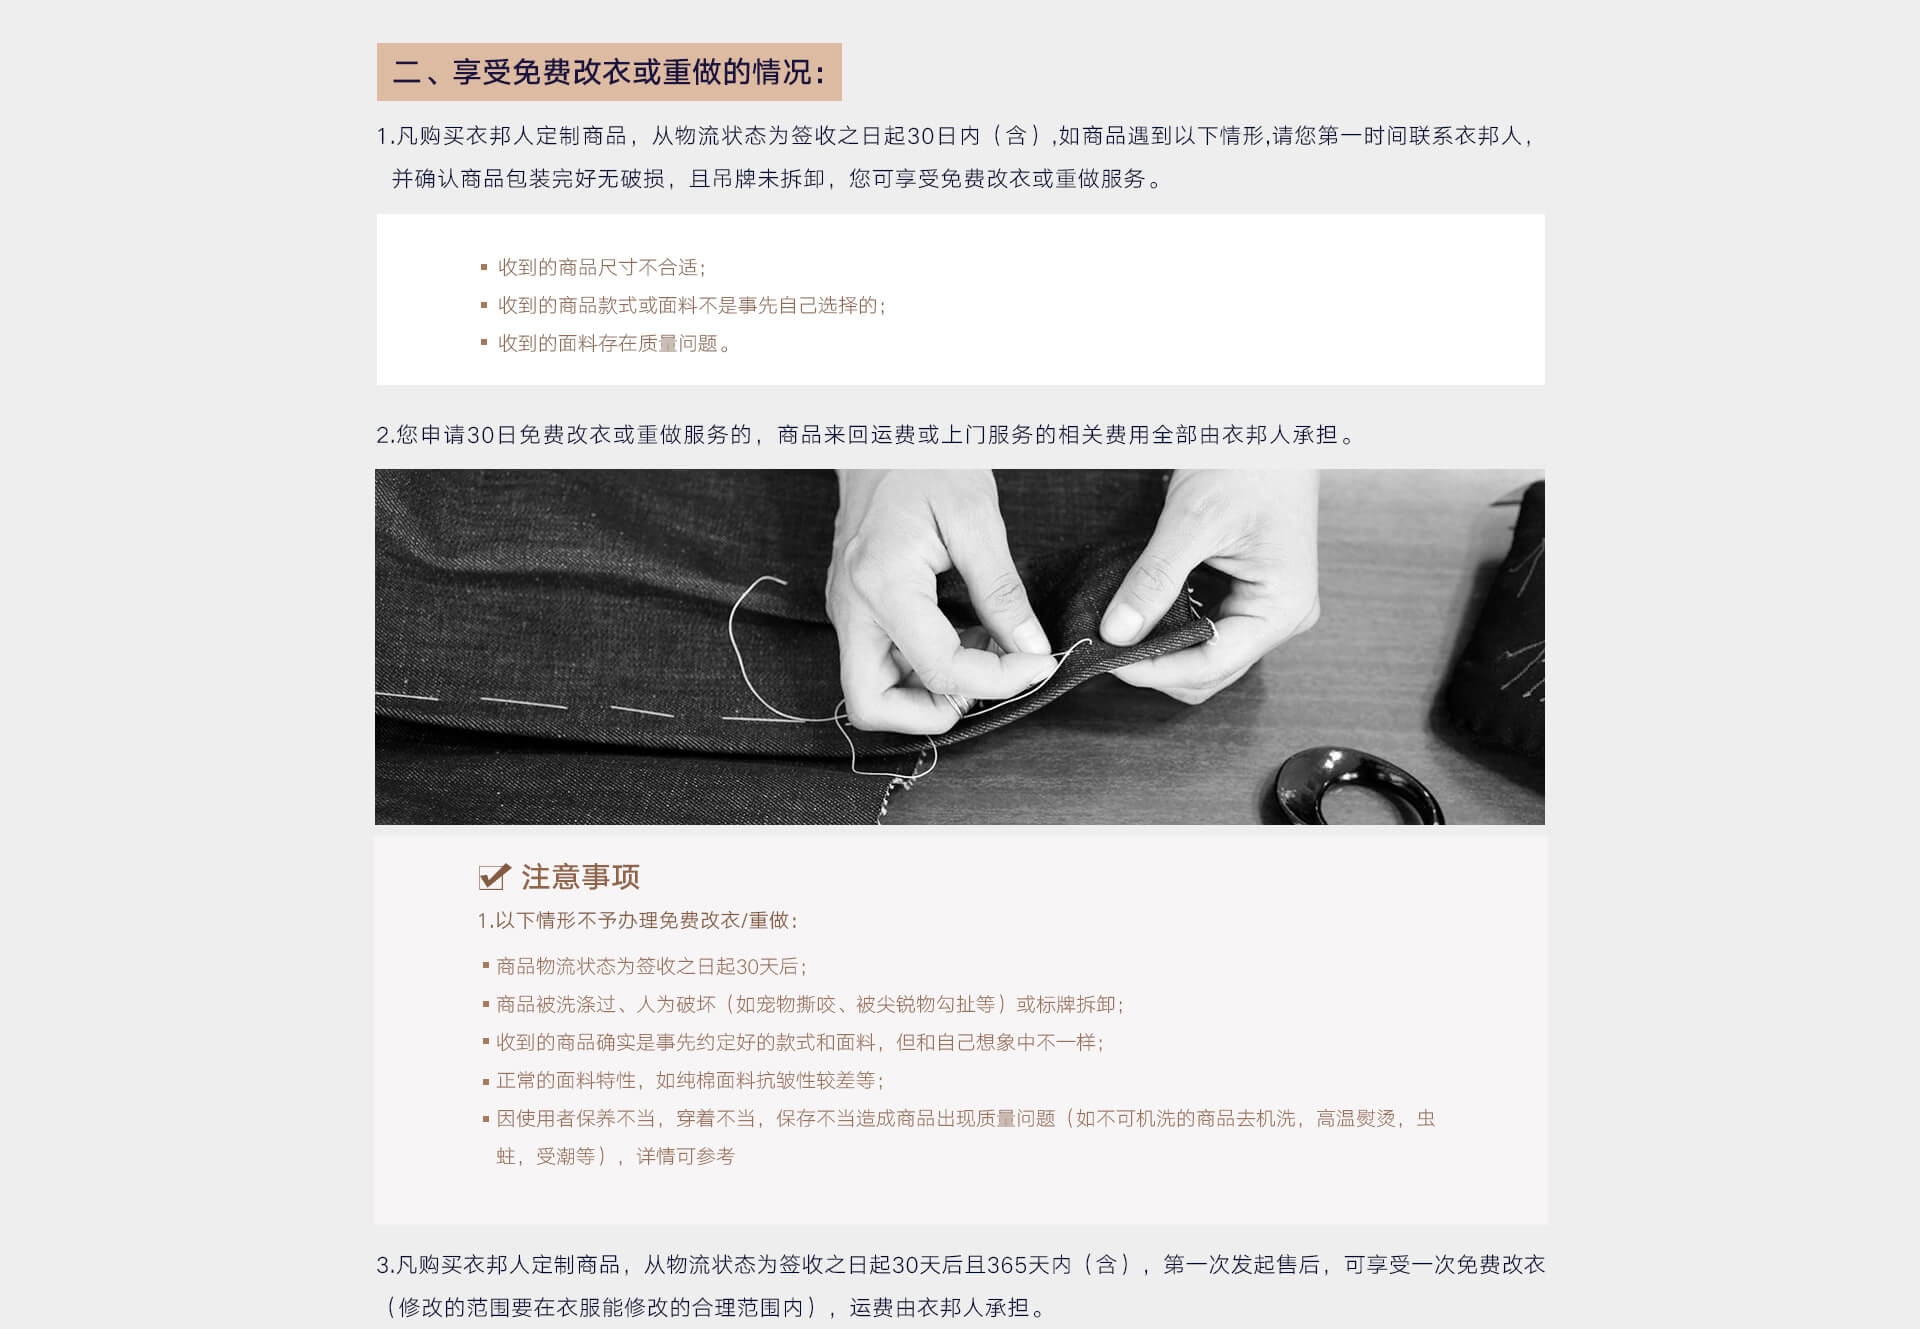 二、享受免费改衣或重做的情况：
1.凡购买衣邦人定制商品，从物流状态为签收之日起30日内（含）,如商品遇到以下情形,请您第一时间联系衣邦人，
并确认商品包装完好无破损，且吊牌未拆卸，您可享受免费改衣或重做服务。
▪ 收到的商品尺寸不合适；
▪ 收到的商品款式或面料不是事先自己选择的；
▪ 收到的面料存在质量问题。
2.您申请30日免费改衣或重做服务的，商品来回运费或上门服务的相关费用全部由衣邦人承担。
注意事项
1.以下情形不予办理免费改衣/重做：
▪ 商品物流状态为签收之日起30天后；
▪ 商品被洗涤过、人为破坏（如宠物撕咬、被尖锐物勾扯等）或标牌拆卸；
▪ 收到的商品确实是事先约定好的款式和面料，但和自己想象中不一样；
▪ 正常的面料特性，如纯棉面料抗皱性较差等；
▪ 因使用者保养不当，穿着不当，保存不当造成商品出现质量问题（如不可机洗的商品去机洗，高温熨烫，虫
蛀，受潮等），详情可参考
3.凡购买衣邦人定制商品，从物流状态为签收之日起30天后且365天内（含），第一次发起售后，可享受一次免费改衣
（修改的范围要在衣服能修改的合理范围内），运费由衣邦人承担。